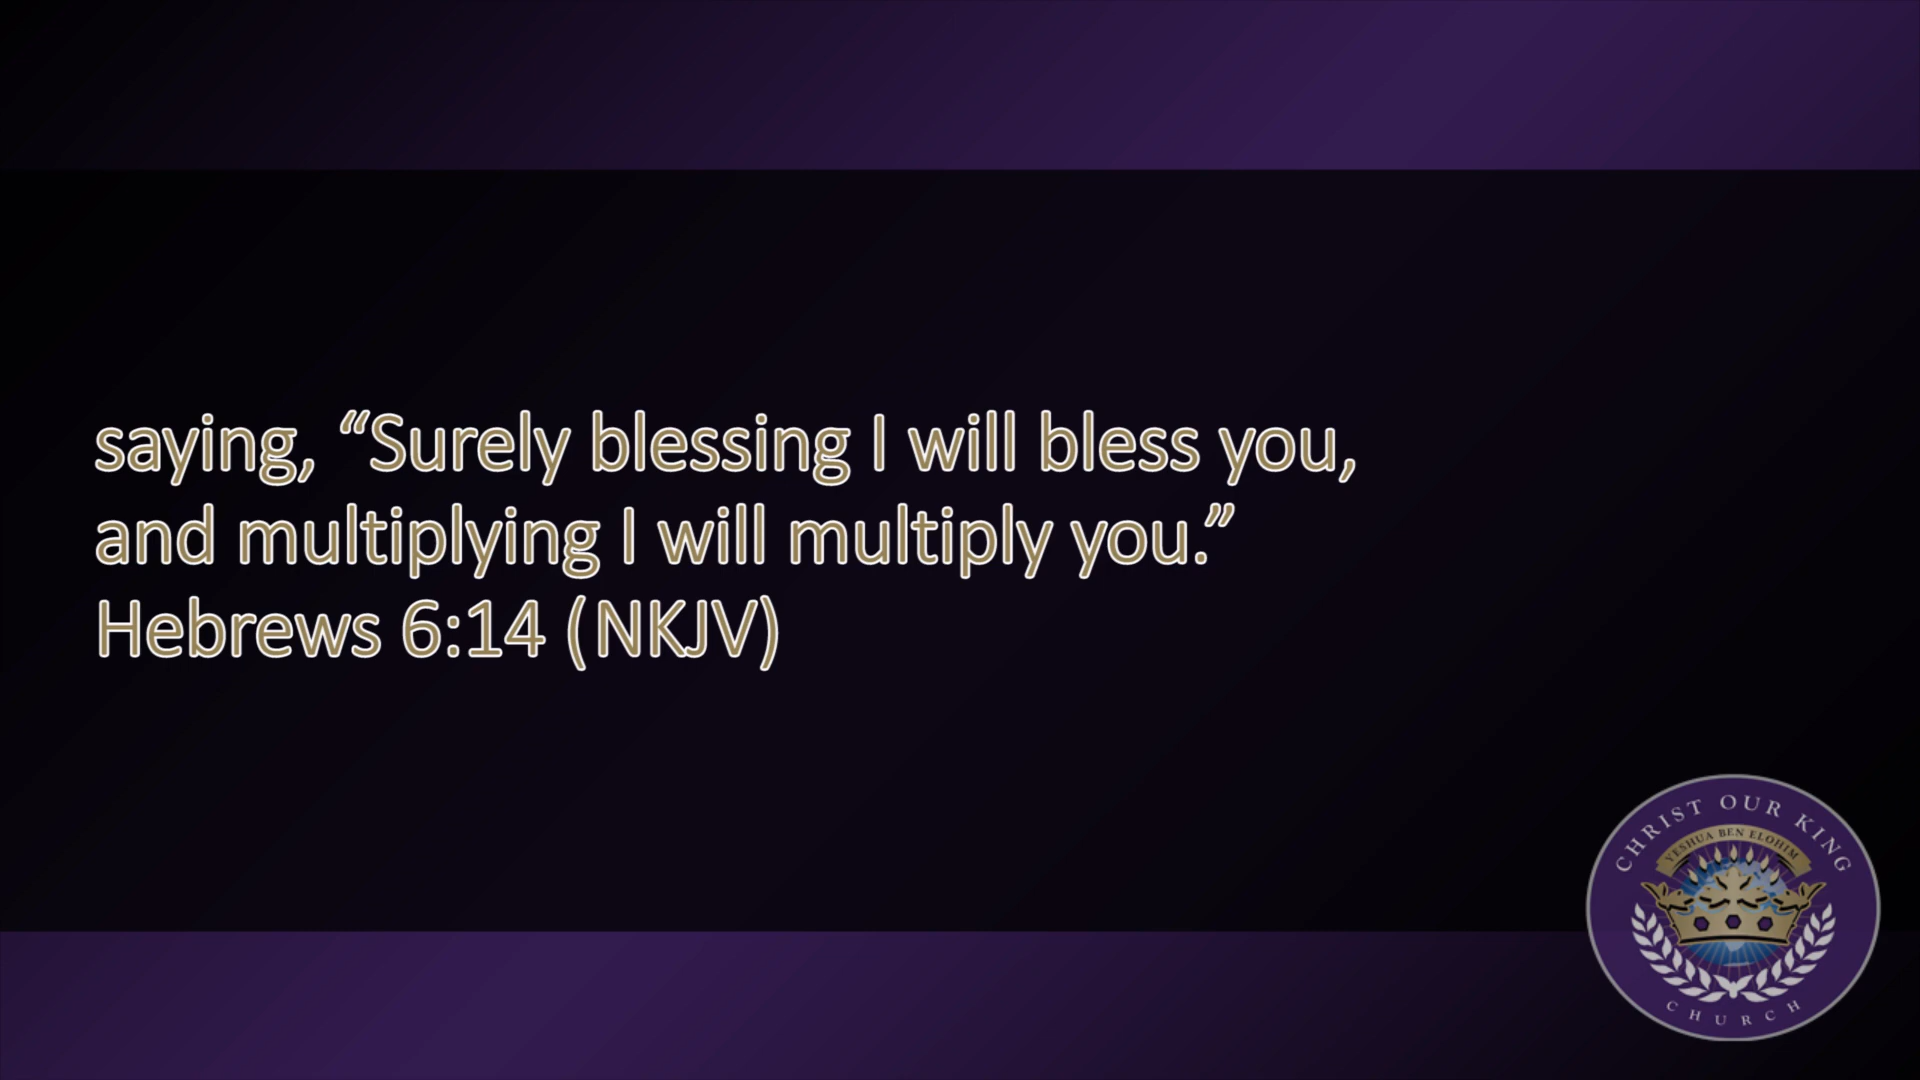 saying, “Surely blessing I will bless you,
and multiplying I will multiply you.”
Hebrews 6:14 (NKJV)
CHRIST OUR KING
YESHUA BEN ELOHIM
CHURCH